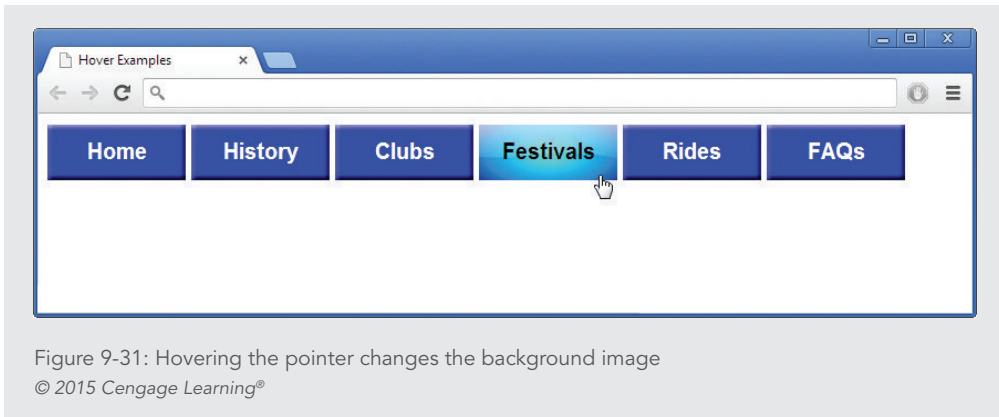 Hover Examples
Home History Clubs Festivals Rides FAQs
Figure 9-31: Hovering the pointer changes the background image
© 2015 Cengage Learning®